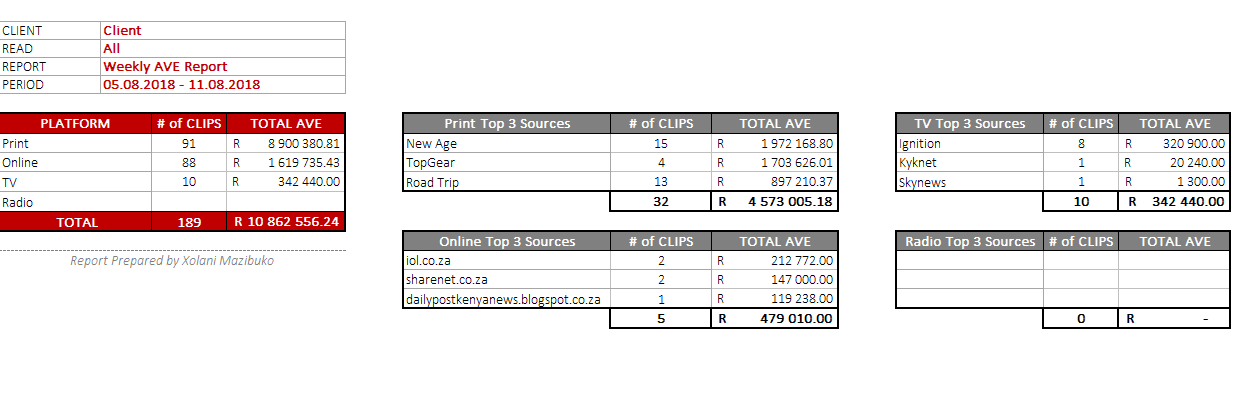 CLIENT Client
READ All
REPORT Weekly AVE Report
PERIOD 05.08.2018 - 11.08.2018
PLATFORM # of CLIPS TOTAL AVE
Print 91 R 8 900 380.81
Online 88 R 1 619 735.43
TV 10 R 342 440.00
Radio
TOTAL 189 R 10 862 556.24
Report Prepared by Xolani Mazibuko
Print Top 3 Sources # of CLIPS TOTAL AVE
New Age 15 R 1 972 168.80
TopGear 4 R 1 703 626.01
Road Trip 13 R 897 210.37
32 R 4 573 005.18
Online Top 3 Sources # of CLIPS TOTAL AVE
iol.co.za 2 R 212 772.00
sharenet.co.za 2 R 147 000.00
dailypostkenyanews.blogspot.co.za 1 R 119 238.00
5 R 479 010.00
TV Top 3 Sources # of CLIPS TOTAL AVE
Ignition 8 R 320 900.00
Kyknet 1 R 20 240.00
Skynews 1 R 1 300.00
10 R 342 440.00
Radio Top 3 Sources # of CLIPS TOTAL AVE
0 R -